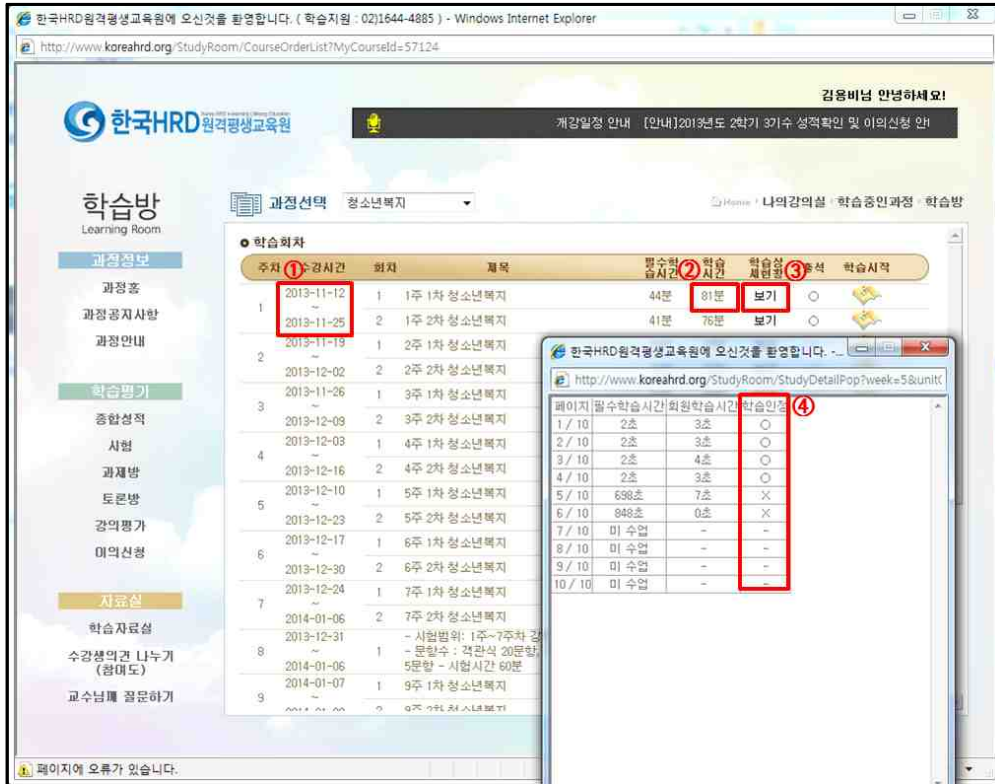 한국HRD원격평생교육원에 오신것을 환영합니다. ( 학습지원 : 02)1644-4885 ) - Windows Internet Explorer
http://www.koreahrd.org/StudyRoom/CourseOrderList?MyCourseId=57124
김용비님 안녕하세요!
한국HRD원격평생교육원
개강일정 안내 [안내]2013년도 2학기 3기수 성적확인 및 이의신청 안
학습방
Learning Room
과정선택 청소년복지
Home 나의강의실 학습중인과정 학습방
과정정보
과정홈
과정공지사항
과정안내
학습평가
종합성적
시험
과제방
토론방
강의평가
이의신청
자료실
학습자료실
수강생의견 나누기
(참여도)
교수님께 질문하기
학습회차
주차 ① 수강시간 회차 제목 필수학습시간 ② 학습시간 학습상세현황 ③ 출석 학습시작
1 2013-11-12 ~ 2013-11-25
1 1주 1차 청소년복지 44분 81분 보기 ○
2 1주 2차 청소년복지 41분 76분 보기 ○
2 2013-11-19 ~ 2013-12-02
1 2주 1차 청소년복지
2 2주 2차 청소년복지
3 2013-11-26 ~ 2013-12-09
1 3주 1차 청소년복지
2 3주 2차 청소년복지
4 2013-12-03 ~ 2013-12-16
1 4주 1차 청소년복지
2 4주 2차 청소년복지
5 2013-12-10 ~ 2013-12-23
1 5주 1차 청소년복지
2 5주 2차 청소년복지
6 2013-12-17 ~ 2013-12-30
1 6주 1차 청소년복지
2 6주 2차 청소년복지
7 2013-12-24 ~ 2014-01-06
1 7주 1차 청소년복지
2 7주 2차 청소년복지
8 2013-12-31 ~ 2014-01-06
1 - 시험범위: 1주~7주차 강
- 문항수 : 객관식 20문항,
5문항 - 시험시간 60분
9 2014-01-07 ~
1 9주 1차 청소년복지
2 9주 2차 청소년복지
한국HRD원격평생교육원에 오신것을 환영합니다. -...
http://www.koreahrd.org/StudyRoom/StudyDetailPop?week=5&unit
페이지 필수학습시간 회원학습시간 학습인정 ④
1 / 10 2초 3초 ○
2 / 10 2초 3초 ○
3 / 10 2초 4초 ○
4 / 10 2초 3초 ○
5 / 10 698초 7초 X
6 / 10 848초 0초 X
7 / 10 미 수업 - -
8 / 10 미 수업 - -
9 / 10 미 수업 - -
10 / 10 미 수업 - -
페이지에 오류가 있습니다.